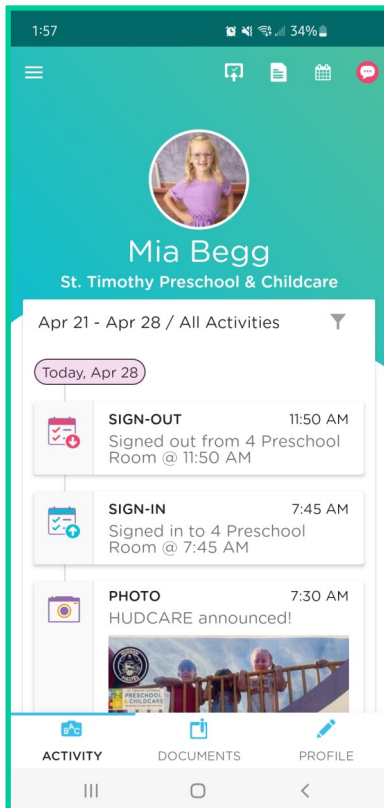 1:57 34%
Mia Begg
St. Timothy Preschool & Childcare
Apr 21 - Apr 28 / All Activities
Today, Apr 28
SIGN-OUT 11:50 AM
Signed out from 4 Preschool
Room @ 11:50 AM
SIGN-IN 7:45 AM
Signed in to 4 Preschool
Room @ 7:45 AM
PHOTO 7:30 AM
HUDCARE announced!
PRESCHOOL
& CHILDCARE
BAC
ACTIVITY DOCUMENTS PROFILE